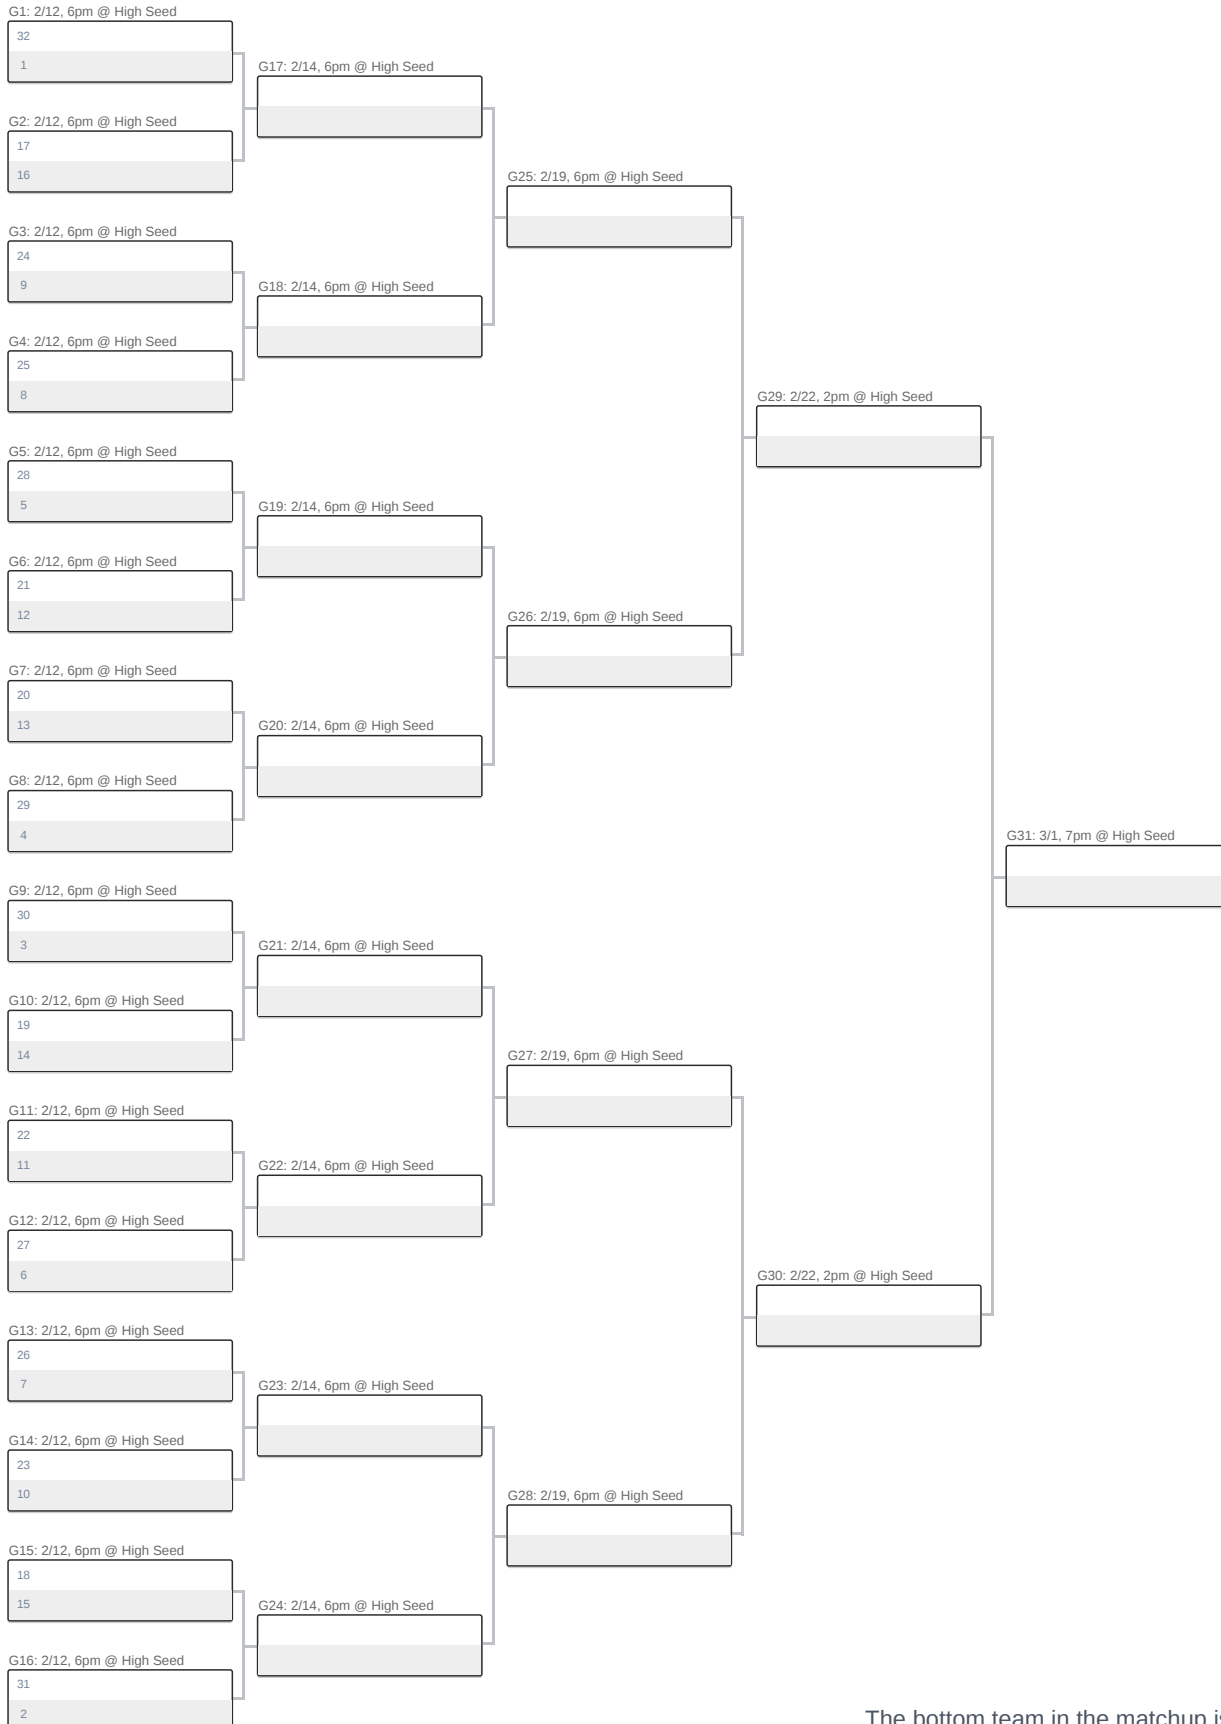 G1: 2/12, 6pm @ High Seed
32
1
G2: 2/12, 6pm @ High Seed
17
16
G3: 2/12, 6pm @ High Seed
24
9
G4: 2/12, 6pm @ High Seed
25
8
G5: 2/12, 6pm @ High Seed
28
5
G6: 2/12, 6pm @ High Seed
21
12
G7: 2/12, 6pm @ High Seed
20
13
G8: 2/12, 6pm @ High Seed
29
4
G9: 2/12, 6pm @ High Seed
30
3
G10: 2/12, 6pm @ High Seed
19
14
G11: 2/12, 6pm @ High Seed
22
11
G12: 2/12, 6pm @ High Seed
27
6
G13: 2/12, 6pm @ High Seed
26
7
G14: 2/12, 6pm @ High Seed
23
10
G15: 2/12, 6pm @ High Seed
18
15
G16: 2/12, 6pm @ High Seed
31
2
G17: 2/14, 6pm @ High Seed
G18: 2/14, 6pm @ High Seed
G19: 2/14, 6pm @ High Seed
G20: 2/14, 6pm @ High Seed
G21: 2/14, 6pm @ High Seed
G22: 2/14, 6pm @ High Seed
G23: 2/14, 6pm @ High Seed
G24: 2/14, 6pm @ High Seed
G25: 2/19, 6pm @ High Seed
G26: 2/19, 6pm @ High Seed
G27: 2/19, 6pm @ High Seed
G28: 2/19, 6pm @ High Seed
G29: 2/22, 2pm @ High Seed
G30: 2/22, 2pm @ High Seed
G31: 3/1, 7pm @ High Seed
The bottom team in the matchup is